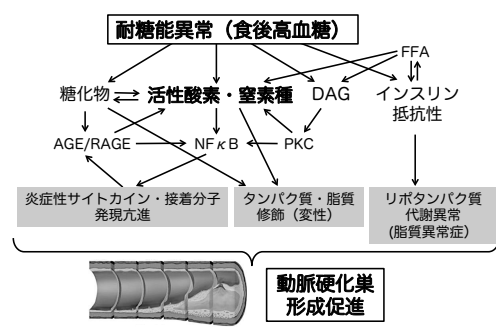 耐糖能異常（食後高血糖）
FFA
糖化物 活性酸素・窒素種 DAG インスリン
抵抗性
AGE/RAGE NFκB PKC
炎症性サイトカイン・接着分子
発現亢進
タンパク質・脂質
修飾（変性）
リポタンパク質
代謝異常
(脂質異常症)
動脈硬化巣
形成促進